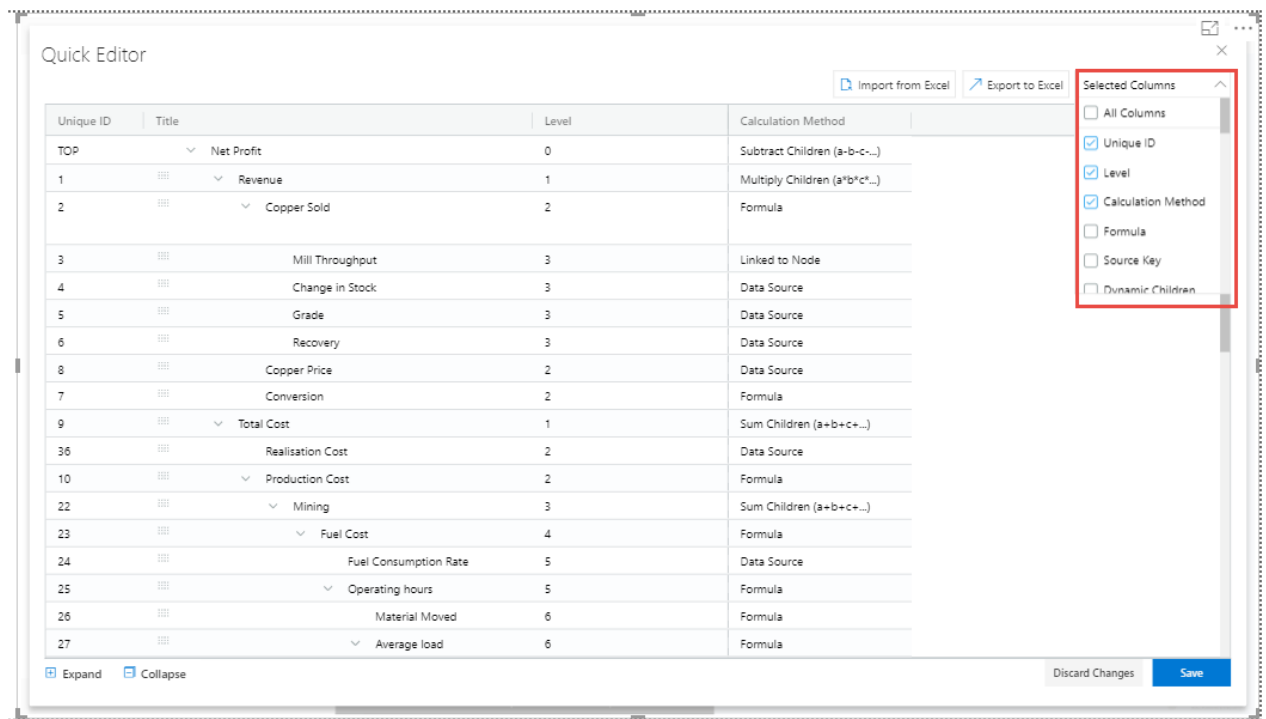 Quick Editor
Import from Excel Export to Excel Selected Columns
All Columns
Unique ID
Level
Calculation Method
Formula
Source Key
Dynamic Children
Unique ID Title Level Calculation Method
TOP Net Profit 0 Subtract Children (a-b-c-...)
1 Revenue 1 Multiply Children (a*b*c*...)
2 Copper Sold 2 Formula
3 Mill Throughput 3 Linked to Node
4 Change in Stock 3 Data Source
5 Grade 3 Data Source
6 Recovery 3 Data Source
8 Copper Price 2 Data Source
7 Conversion 2 Formula
9 Total Cost 1 Sum Children (a+b+c+...)
36 Realisation Cost 2 Data Source
10 Production Cost 2 Formula
22 Mining 3 Sum Children (a+b+c+...)
23 Fuel Cost 4 Formula
24 Fuel Consumption Rate 5 Data Source
25 Operating hours 5 Formula
26 Material Moved 6 Formula
27 Average load 6 Formula
Expand Collapse Discard Changes Save